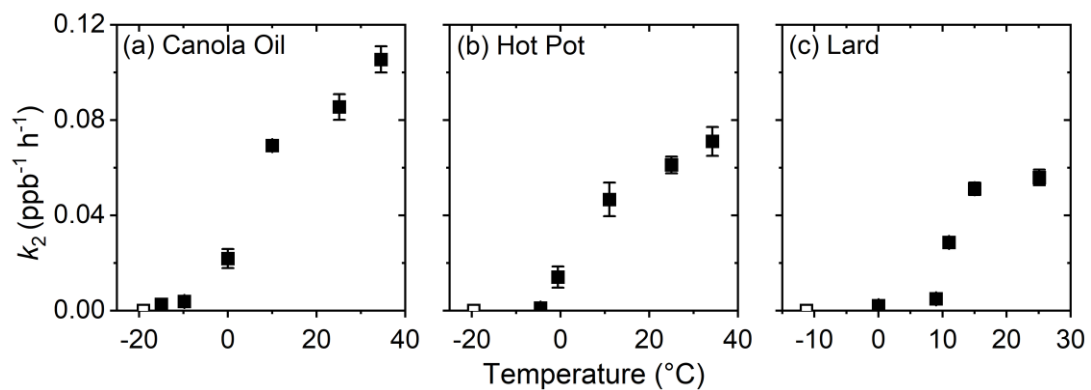 (a) Canola Oil
(b) Hot Pot
(c) Lard
0.12
0.08
0.04
0.00
k₂ (ppb⁻¹ h⁻¹)
-20 0 20 40
-20 0 20 40
-10 0 10 20 30
Temperature (°C)